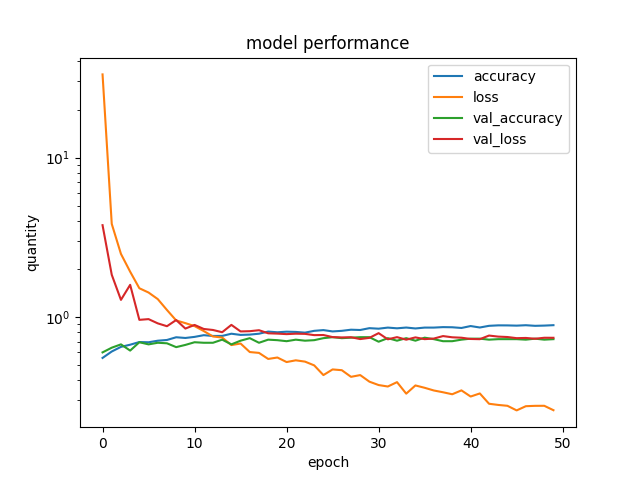 model performance
accuracy
loss
val_accuracy
val_loss
quantity
10¹
10⁰
0
10
20
30
40
50
epoch